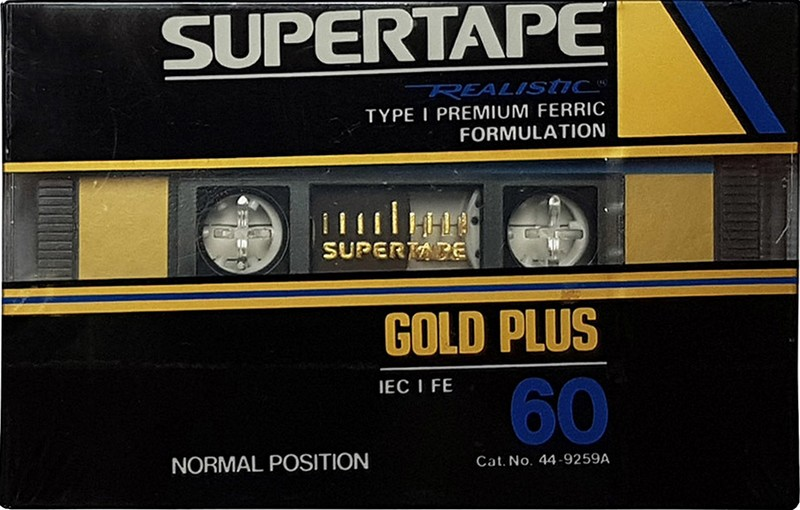 SUPERTAPE
REALISTIC
TYPE I PREMIUM FERRIC
FORMULATION
SUPERTAPE
GOLD PLUS
IEC I FE
60
NORMAL POSITION
Cat. No. 44-9259A